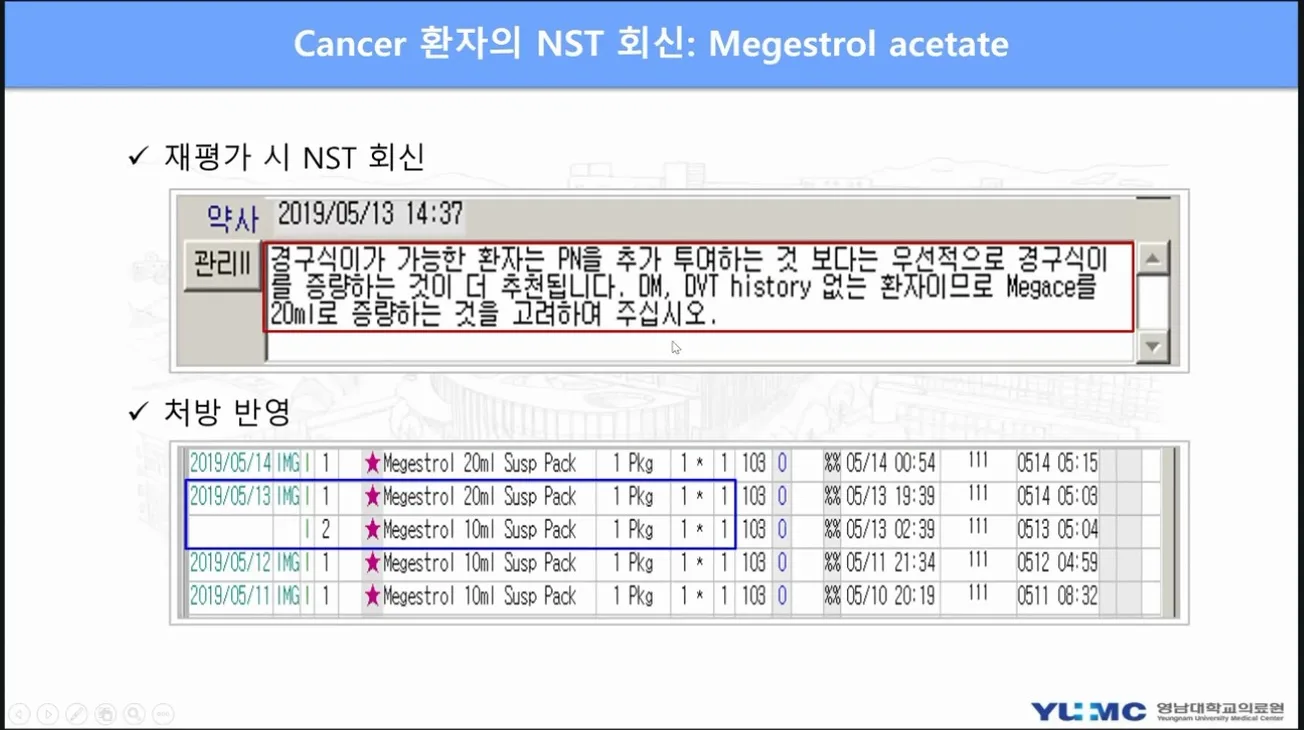 Cancer 환자의 NST 회신: Megestrol acetate
✓ 재평가 시 NST 회신
약사 2019/05/13 14:37
관리II
경구식이가 가능한 환자는 PN을 추가 투여하는 것 보다는 우선적으로 경구식이
를 증량하는 것이 더 추천됩니다. DM, DVT history 없는 환자이므로 Megace를
20ml로 증량하는 것을 고려하여 주십시오.
✓ 처방 반영
2019/05/14 IMG I 1 ★Megestrol 20ml Susp Pack 1 Pkg 1 * 1 103 0 %% 05/14 00:54 111 0514 05:15
2019/05/13 IMG I 1 ★Megestrol 20ml Susp Pack 1 Pkg 1 * 1 103 0 %% 05/13 19:39 111 0514 05:03
I 2 ★Megestrol 10ml Susp Pack 1 Pkg 1 * 1 103 0 %% 05/13 02:39 111 0513 05:04
2019/05/12 IMG I 1 ★Megestrol 10ml Susp Pack 1 Pkg 1 * 1 103 0 %% 05/11 21:34 111 0512 04:59
2019/05/11 IMG I 1 ★Megestrol 10ml Susp Pack 1 Pkg 1 * 1 103 0 %% 05/10 20:19 111 0511 08:32
YUMC 영남대학교의료원
Yeungnam University Medical Center